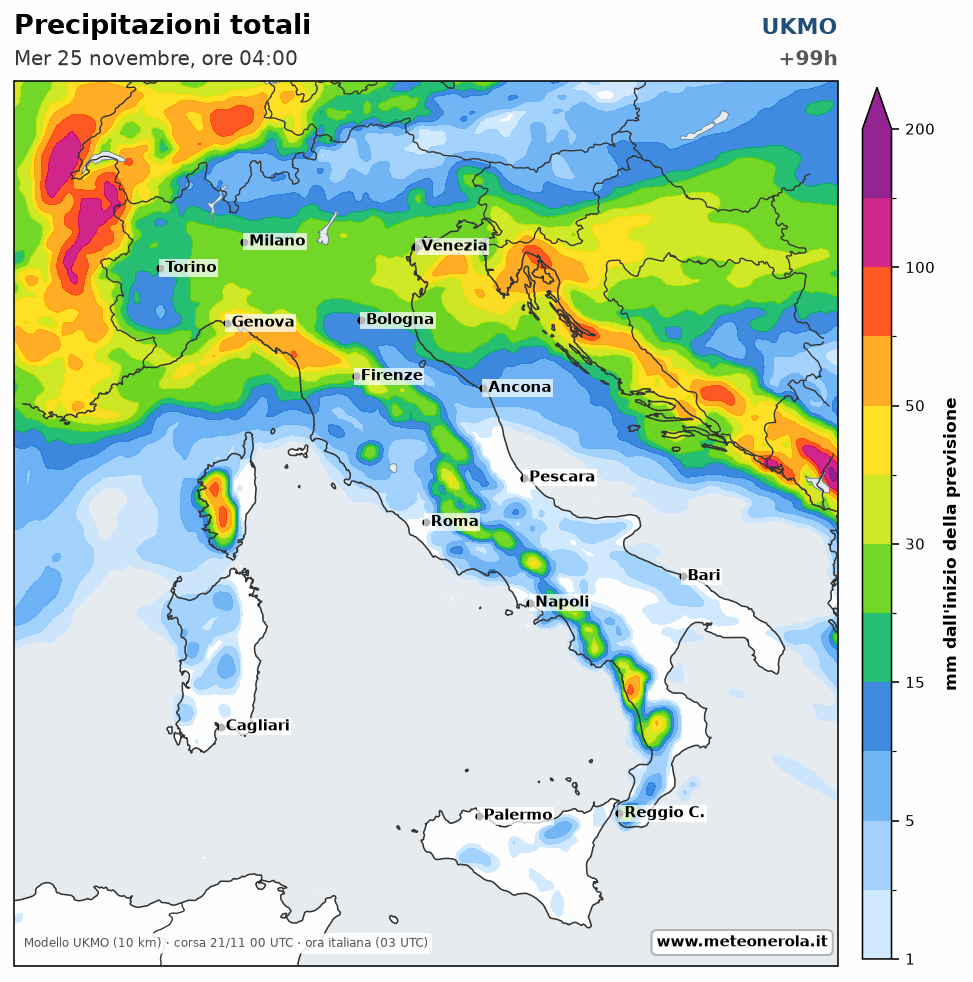 Precipitazioni totali
UKMO
Mer 25 novembre, ore 04:00
+99h
Milano
Venezia
Torino
Genova
Bologna
Firenze
Ancona
Pescara
Roma
Bari
Napoli
Cagliari
Palermo
Reggio C.
Modello UKMO (10 km) · corsa 21/11 00 UTC · ora italiana (03 UTC)
www.meteonerola.it
200
100
50
30
15
5
1
mm dall'inizio della previsione